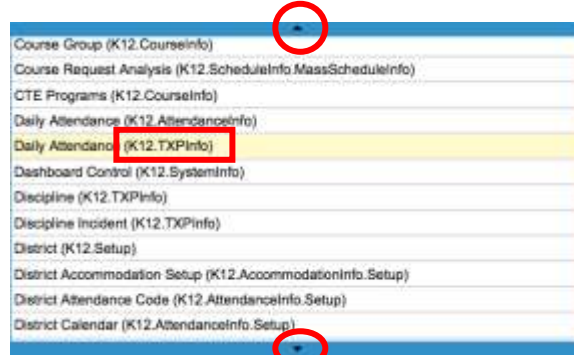 Course Group (K12.CourseInfo)
Course Request Analysis (K12.ScheduleInfo.MassScheduleInfo)
CTE Programs (K12.CourseInfo)
Daily Attendance (K12.AttendanceInfo)
Daily Attendance (K12.TXPInfo)
Dashboard Control (K12.SystemInfo)
Discipline (K12.TXPInfo)
Discipline Incident (K12.TXPInfo)
District (K12.Setup)
District Accommodation Setup (K12.AccommodationInfo.Setup)
District Attendance Code (K12.AttendanceInfo.Setup)
District Calendar (K12.AttendanceInfo.Setup)